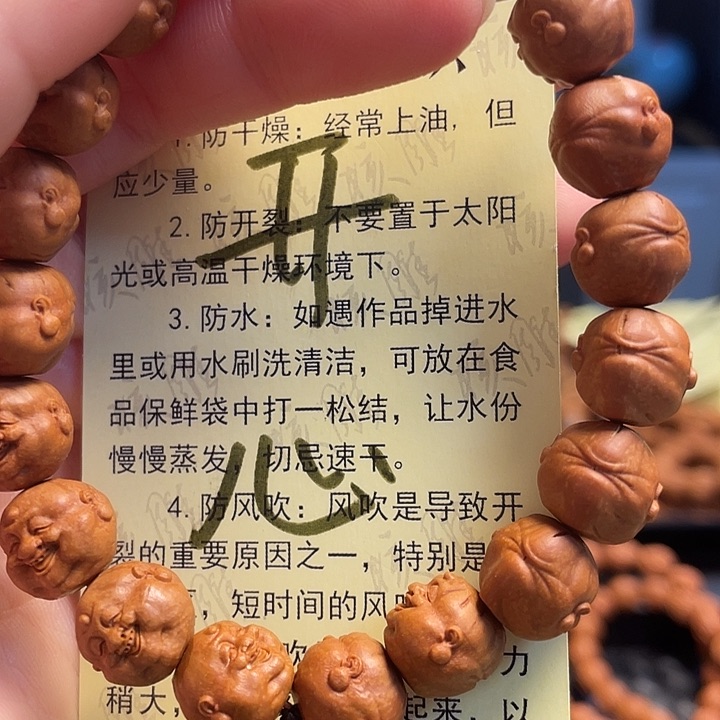 1. 防干燥：经常上油，但
应少量。
2. 防开裂：不要置于太阳
光或高温干燥环境下。
3. 防水：如遇作品掉进水
里或用水刷洗清洁，可放在食
品保鲜袋中打一松结，让水份
慢慢蒸发，切忌速干。
4. 防风吹：风吹是导致开
裂的重要原因之一，特别是
，短时间的风
吹 力
稍大， 起来，以
开
心